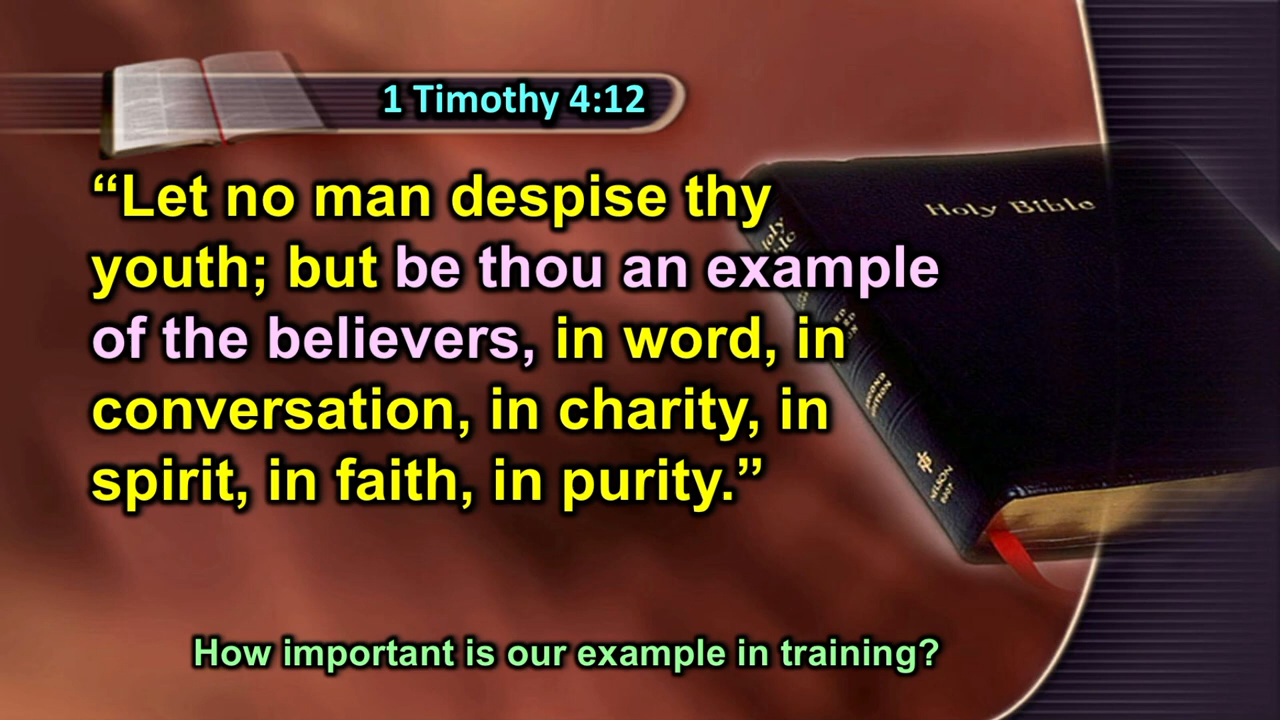 1 Timothy 4:12
“Let no man despise thy
youth; but be thou an example
of the believers, in word, in
conversation, in charity, in
spirit, in faith, in purity.”
Holy Bible
NELSON
How important is our example in training?